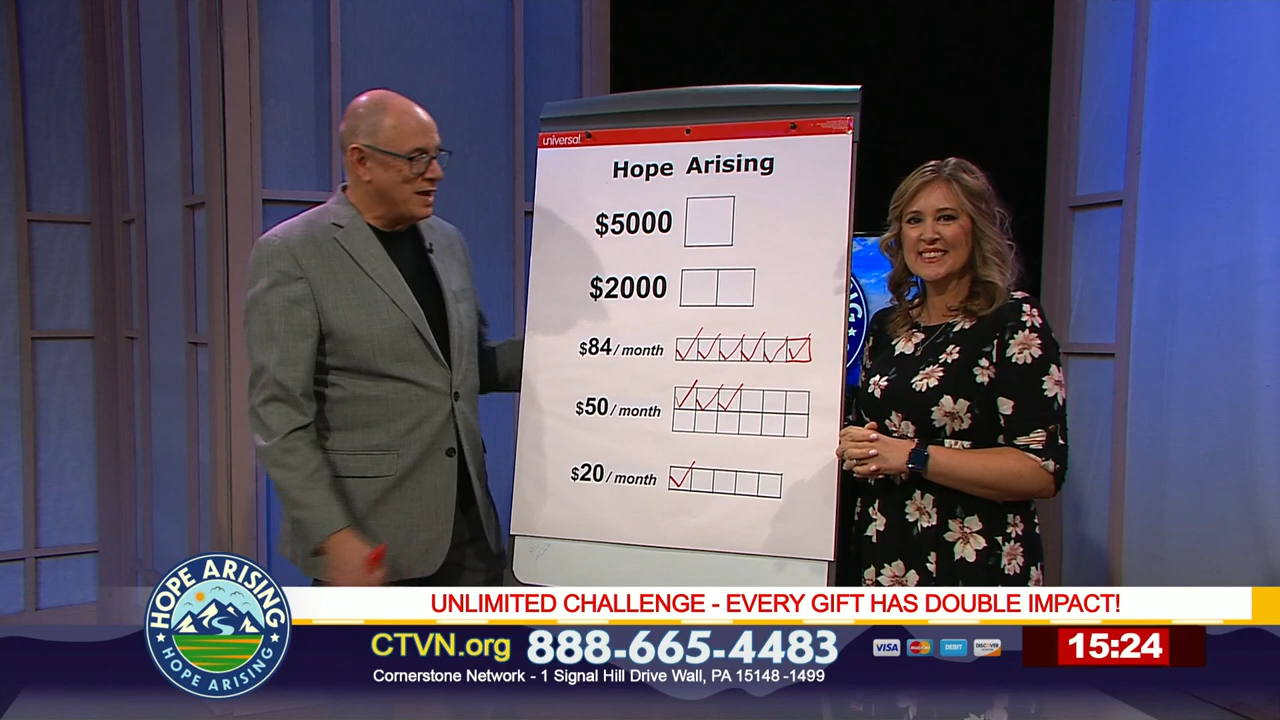 universal
Hope Arising
$5000
$2000
$84/month
$50/month
$20/month
HOPE ARISING
HOPE ARISING
UNLIMITED CHALLENGE - EVERY GIFT HAS DOUBLE IMPACT!
CTVN.org 888-665-4483
VISA MasterCard DEBIT DISCOVER
15:24
Cornerstone Network - 1 Signal Hill Drive Wall, PA 15148 -1499